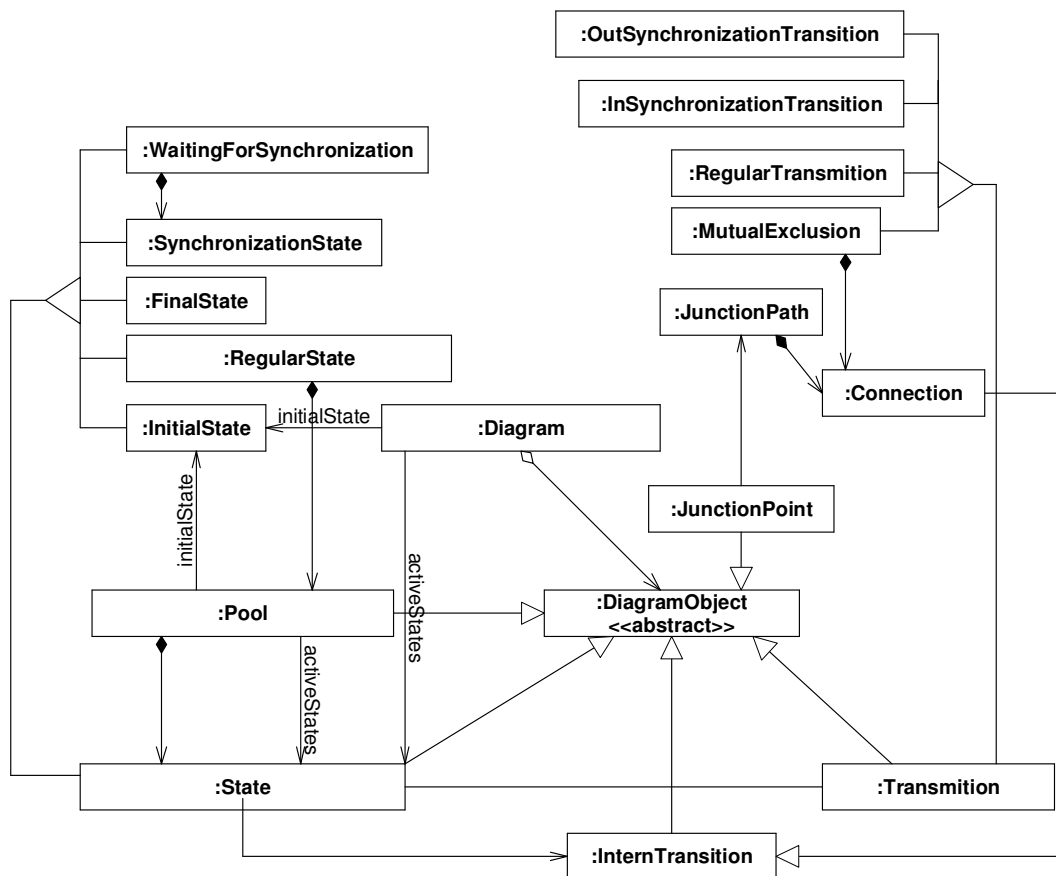 :OutSynchronizationTransition
:InSynchronizationTransition
:WaitingForSynchronization
:RegularTransmition
:SynchronizationState
:MutualExclusion
:FinalState
:JunctionPath
:RegularState
:Connection
:InitialState
initialState
:Diagram
initialState
:JunctionPoint
activeStates
:Pool
:DiagramObject
<<abstract>>
activeStates
:State
:Transmition
:InternTransition